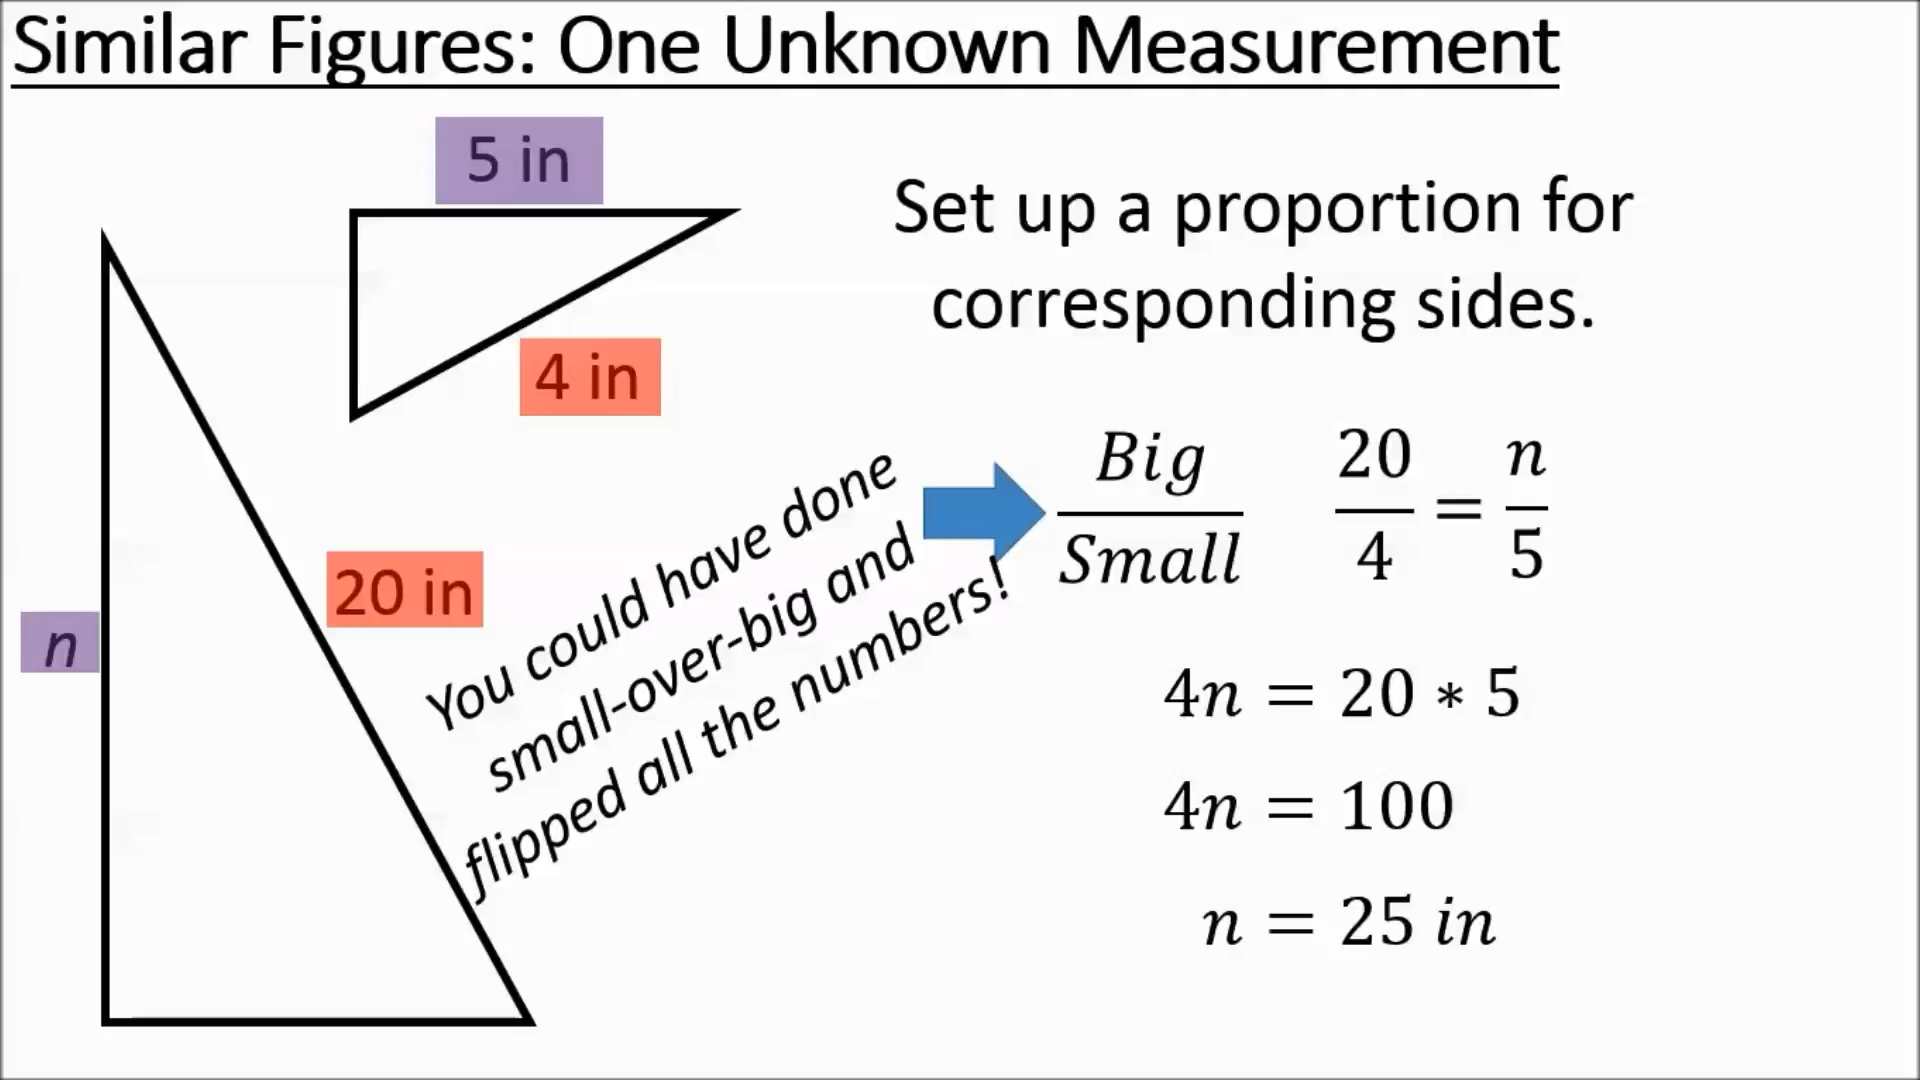 Similar Figures: One Unknown Measurement
5 in
4 in
20 in
n
You could have done
small-over-big and
flipped all the numbers!
Set up a proportion for
corresponding sides.
Big/Small 20/4 = n/5
4n = 20 * 5
4n = 100
n = 25 in